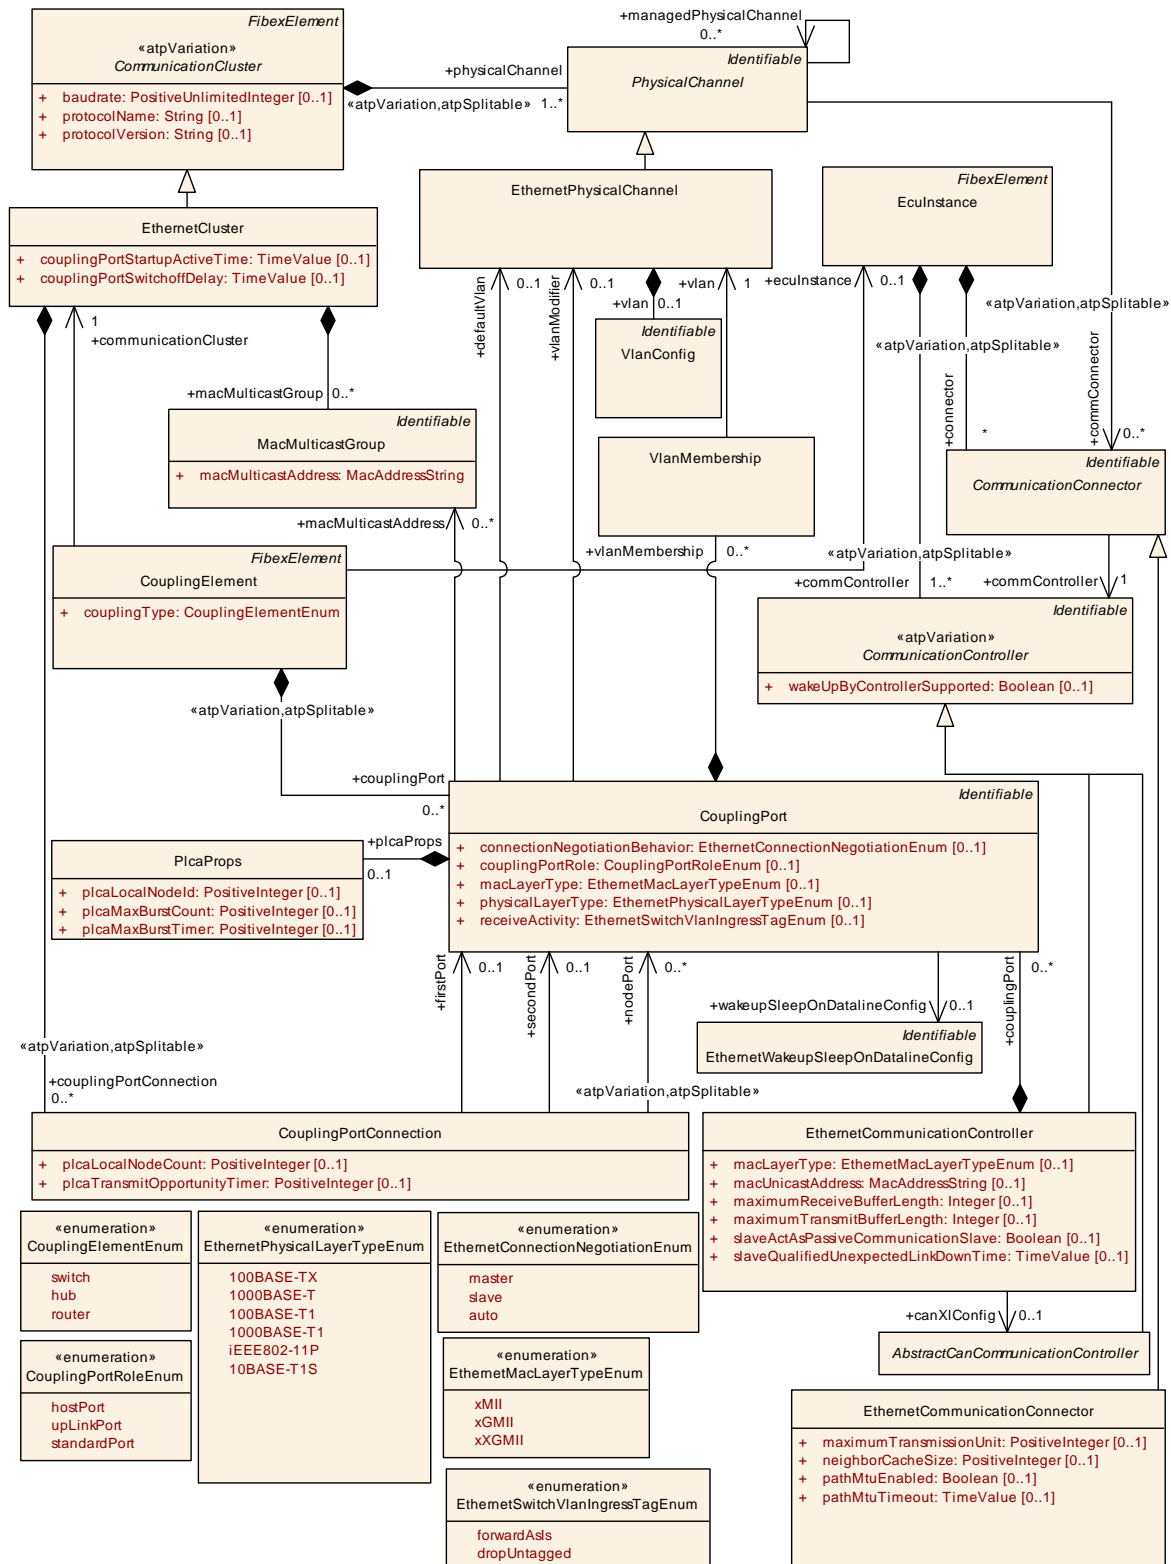 FibexElement
«atpVariation»
CommunicationCluster
+ baudrate: PositiveUnlimitedInteger [0..1]
+ protocolName: String [0..1]
+ protocolVersion: String [0..1]
+managedPhysicalChannel
0..*
+physicalChannel
«atpVariation,atpSplitable»
1..*
Identifiable
PhysicalChannel
EthernetPhysicalChannel
FibexElement
EcuInstance
EthernetCluster
+ couplingPortStartupActiveTime: TimeValue [0..1]
+ couplingPortSwitchoffDelay: TimeValue [0..1]
+defaultVlan
0..1
+vlanModifier
0..1
+vlan
0..1
+vlan
1
+ecuInstance
0..1
«atpVariation,atpSplitable»
«atpVariation,atpSplitable»
Identifiable
VlanConfig
1
+communicationCluster
+macMulticastGroup
0..*
+connector
*
+commConnector
0..*
Identifiable
MacMulticastGroup
+ macMulticastAddress: MacAddressString
VlanMembership
Identifiable
CommunicationConnector
+macMulticastAddress
0..*
+vlanMembership
0..*
«atpVariation,atpSplitable»
+commController
1..*
+commController
1
FibexElement
CouplingElement
+ couplingType: CouplingElementEnum
Identifiable
«atpVariation»
CommunicationController
+ wakeUpByControllerSupported: Boolean [0..1]
«atpVariation,atpSplitable»
+couplingPort
0..*
Identifiable
CouplingPort
+ connectionNegotiationBehavior: EthernetConnectionNegotiationEnum [0..1]
+ couplingPortRole: CouplingPortRoleEnum [0..1]
+ macLayerType: EthernetMacLayerTypeEnum [0..1]
+ physicalLayerType: EthernetPhysicalLayerTypeEnum [0..1]
+ receiveActivity: EthernetSwitchVlanIngressTagEnum [0..1]
+plcaProps
0..1
PlcaProps
+ plcaLocalNodeId: PositiveInteger [0..1]
+ plcaMaxBurstCount: PositiveInteger [0..1]
+ plcaMaxBurstTimer: PositiveInteger [0..1]
+firstPort
0..1
+secondPort
0..1
+nodePort
0..*
+wakeupSleepOnDatalineConfig
0..1
+couplingPort
0..*
Identifiable
EthernetWakeupSleepOnDatalineConfig
«atpVariation,atpSplitable»
+couplingPortConnection
0..*
«atpVariation,atpSplitable»
CouplingPortConnection
+ plcaLocalNodeCount: PositiveInteger [0..1]
+ plcaTransmitOpportunityTimer: PositiveInteger [0..1]
EthernetCommunicationController
+ macLayerType: EthernetMacLayerTypeEnum [0..1]
+ macUnicastAddress: MacAddressString [0..1]
+ maximumReceiveBufferLength: Integer [0..1]
+ maximumTransmitBufferLength: Integer [0..1]
+ slaveActAsPassiveCommunicationSlave: Boolean [0..1]
+ slaveQualifiedUnexpectedLinkDownTime: TimeValue [0..1]
«enumeration»
CouplingElementEnum
switch
hub
router
«enumeration»
EthernetPhysicalLayerTypeEnum
100BASE-TX
1000BASE-T
100BASE-T1
1000BASE-T1
iEEE802-11P
10BASE-T1S
«enumeration»
EthernetConnectionNegotiationEnum
master
slave
auto
+canXlConfig
0..1
AbstractCanCommunicationController
«enumeration»
CouplingPortRoleEnum
hostPort
upLinkPort
standardPort
«enumeration»
EthernetMacLayerTypeEnum
xMII
xGMII
xXGMII
EthernetCommunicationConnector
+ maximumTransmissionUnit: PositiveInteger [0..1]
+ neighborCacheSize: PositiveInteger [0..1]
+ pathMtuEnabled: Boolean [0..1]
+ pathMtuTimeout: TimeValue [0..1]
«enumeration»
EthernetSwitchVlanIngressTagEnum
forwardAsIs
dropUntagged